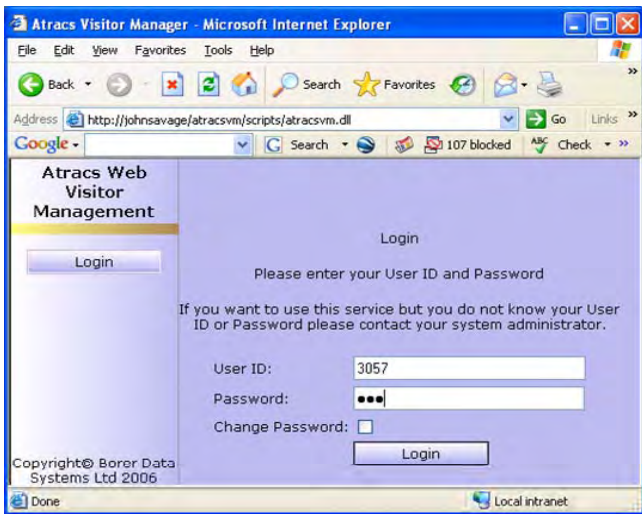 Atracs Visitor Manager - Microsoft Internet Explorer
File Edit View Favorites Tools Help
Back Search Favorites »
Address http://johnsavage/atracsvm/scripts/atracsvm.dll Go Links »
Google Search 107 blocked ABC Check »
Atracs Web
Visitor
Management
Login
Login
Please enter your User ID and Password
If you want to use this service but you do not know your User
ID or Password please contact your system administrator.
User ID: 3057
Password: •••
Change Password:
Login
Copyright© Borer Data
Systems Ltd 2006
Done Local intranet